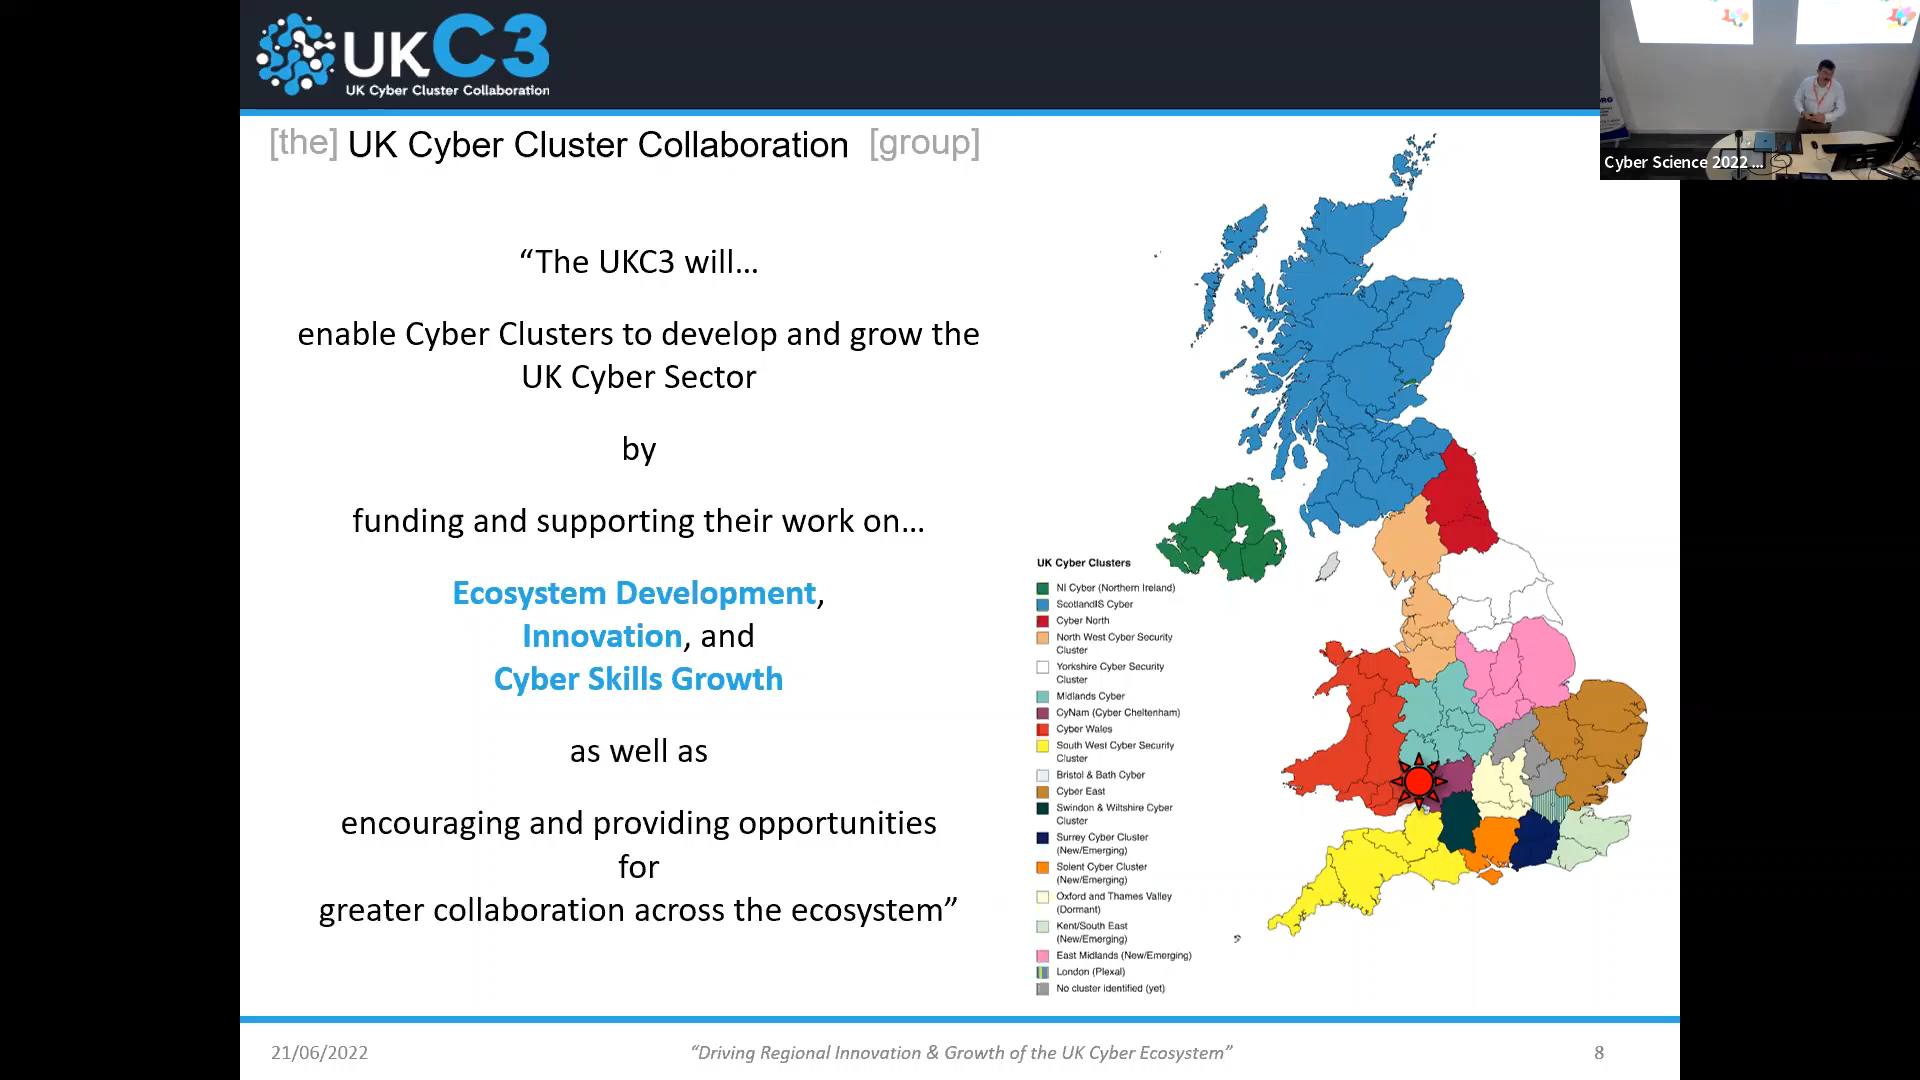 UKC3
UK Cyber Cluster Collaboration
[the] UK Cyber Cluster Collaboration [group]
“The UKC3 will…
enable Cyber Clusters to develop and grow the
UK Cyber Sector
by
funding and supporting their work on…
Ecosystem Development,
Innovation, and
Cyber Skills Growth
as well as
encouraging and providing opportunities
for
greater collaboration across the ecosystem”
UK Cyber Clusters
NI Cyber (Northern Ireland)
ScotlandIS Cyber
Cyber North
North West Cyber Security
Cluster
Yorkshire Cyber Security
Cluster
Midlands Cyber
CyNam (Cyber Cheltenham)
Cyber Wales
South West Cyber Security
Cluster
Bristol & Bath Cyber
Cyber East
Swindon & Wiltshire Cyber
Cluster
Surrey Cyber Cluster
(New/Emerging)
Solent Cyber Cluster
(New/Emerging)
Oxford and Thames Valley
(Dormant)
Kent/South East
(New/Emerging)
East Midlands (New/Emerging)
London (Plexal)
No cluster identified (yet)
Cyber Science 2022 ...
21/06/2022
“Driving Regional Innovation & Growth of the UK Cyber Ecosystem”
8